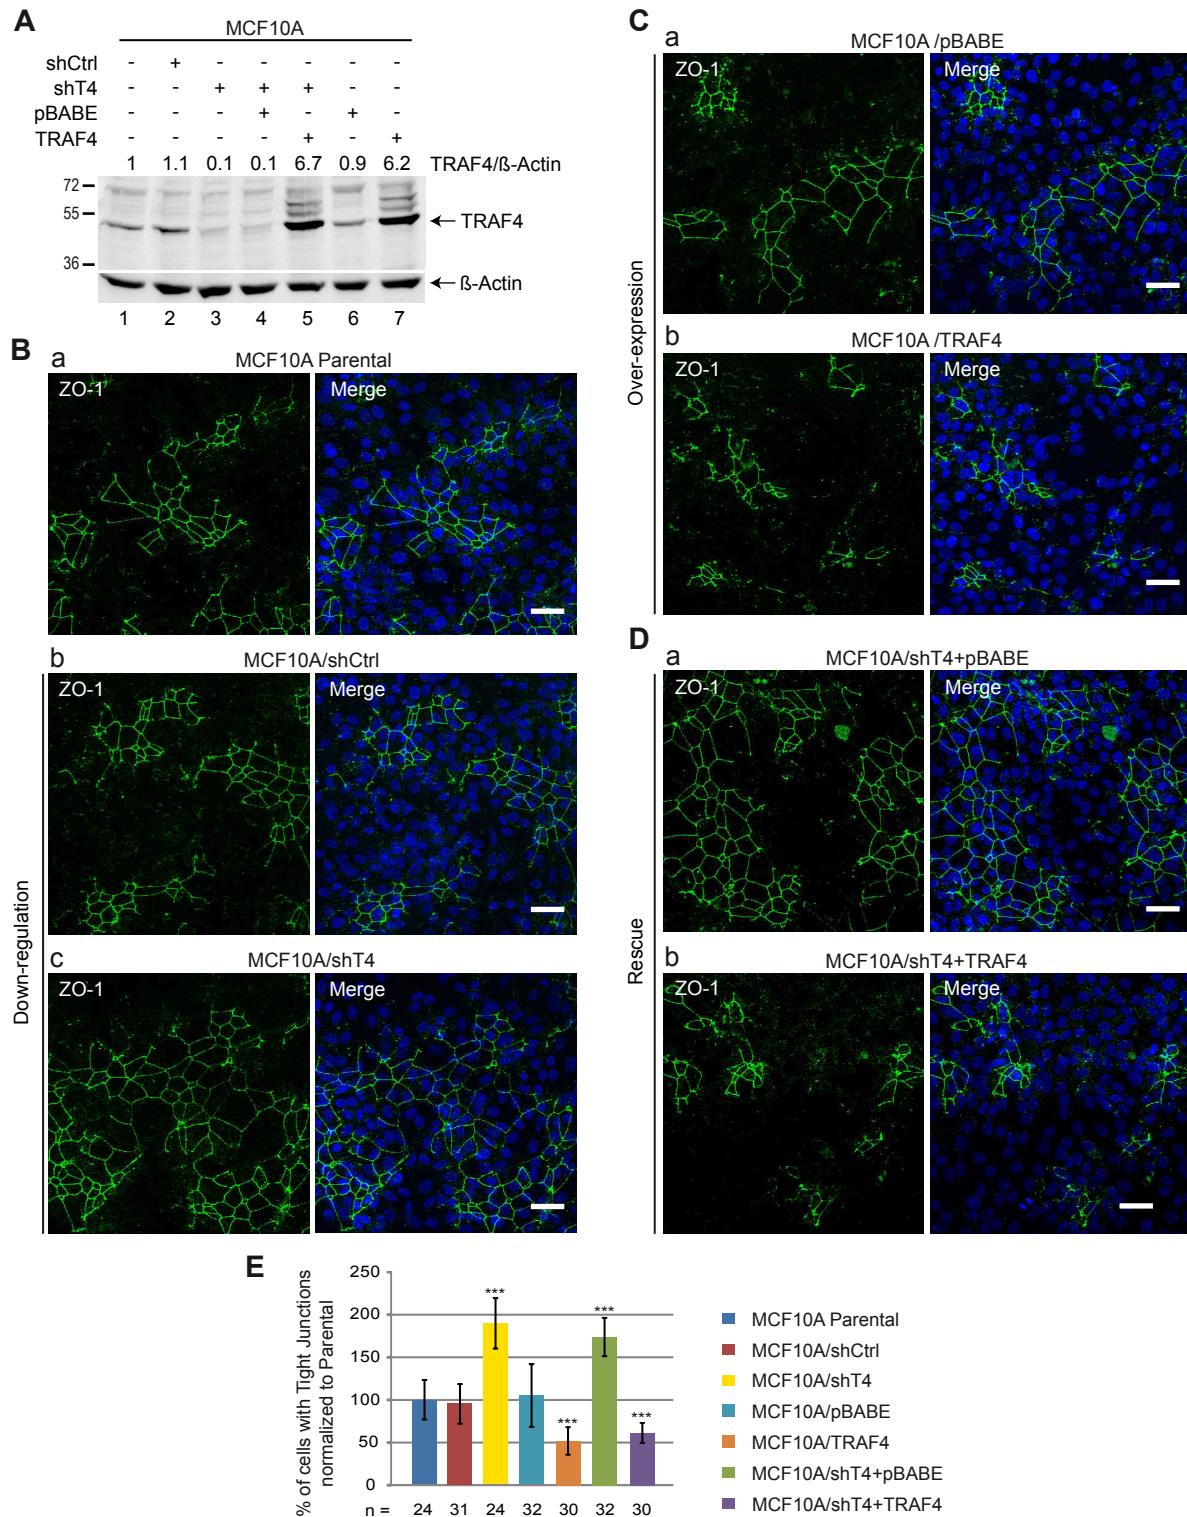 A
MCF10A
shCtrl - + - - - - -
shT4 - - + + + - -
pBABE - - - + - + -
TRAF4 - - - - + - +
1 1.1 0.1 0.1 6.7 0.9 6.2 TRAF4/ß-Actin
72
55
TRAF4
36
ß-Actin
1 2 3 4 5 6 7
B
a
MCF10A Parental
ZO-1
Merge
Down-regulation
b
MCF10A/shCtrl
ZO-1
Merge
c
MCF10A/shT4
ZO-1
Merge
C
Over-expression
a
MCF10A /pBABE
ZO-1
Merge
b
MCF10A /TRAF4
ZO-1
Merge
D
Rescue
a
MCF10A/shT4+pBABE
ZO-1
Merge
b
MCF10A/shT4+TRAF4
ZO-1
Merge
E
% of cells with Tight Junctions
normalized to Parental
250
200
150
100
50
0
***
***
***
***
n = 24 31 24 32 30 32 30
MCF10A Parental
MCF10A/shCtrl
MCF10A/shT4
MCF10A/pBABE
MCF10A/TRAF4
MCF10A/shT4+pBABE
MCF10A/shT4+TRAF4